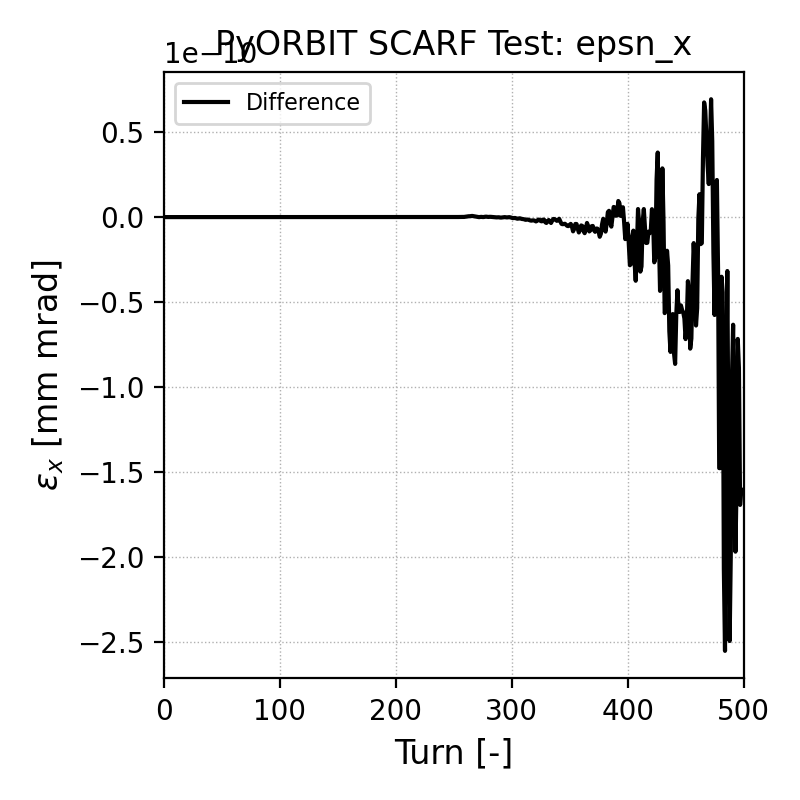 PyORBIT SCARF Test: epsn_x
1e−10
Difference
0.5
0.0
−0.5
−1.0
−1.5
−2.0
−2.5
εx [mm mrad]
0 100 200 300 400 500
Turn [-]